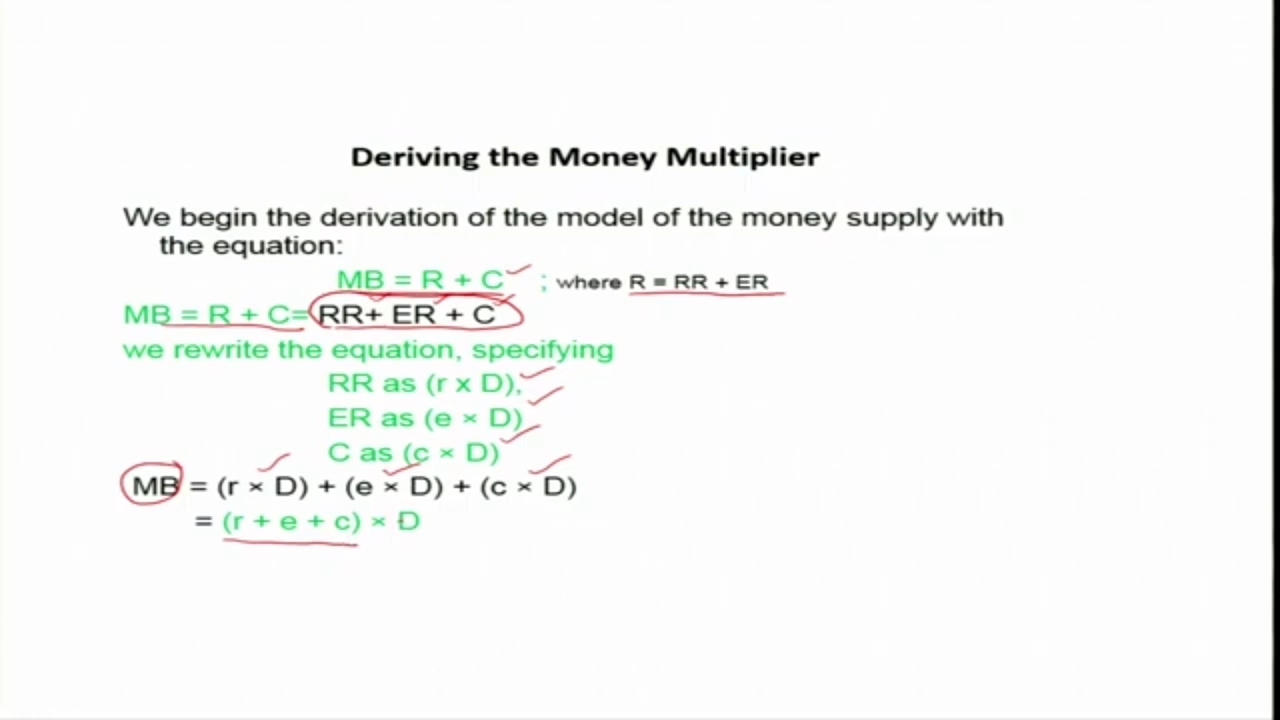 Deriving the Money Multiplier
We begin the derivation of the model of the money supply with
the equation:
MB = R + C ; where R = RR + ER
MB = R + C= RR+ ER + C
we rewrite the equation, specifying
RR as (r x D),
ER as (e × D)
C as (c × D)
MB = (r × D) + (e × D) + (c × D)
= (r + e + c) × D